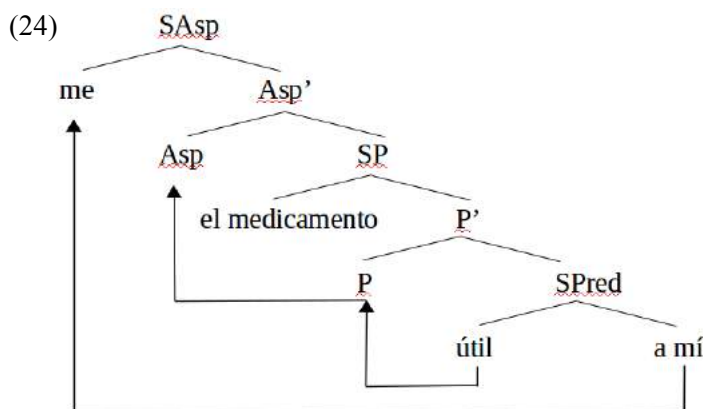 (24)
SAsp
me Asp’
Asp SP
el medicamento P’
P SPred
útil a mí